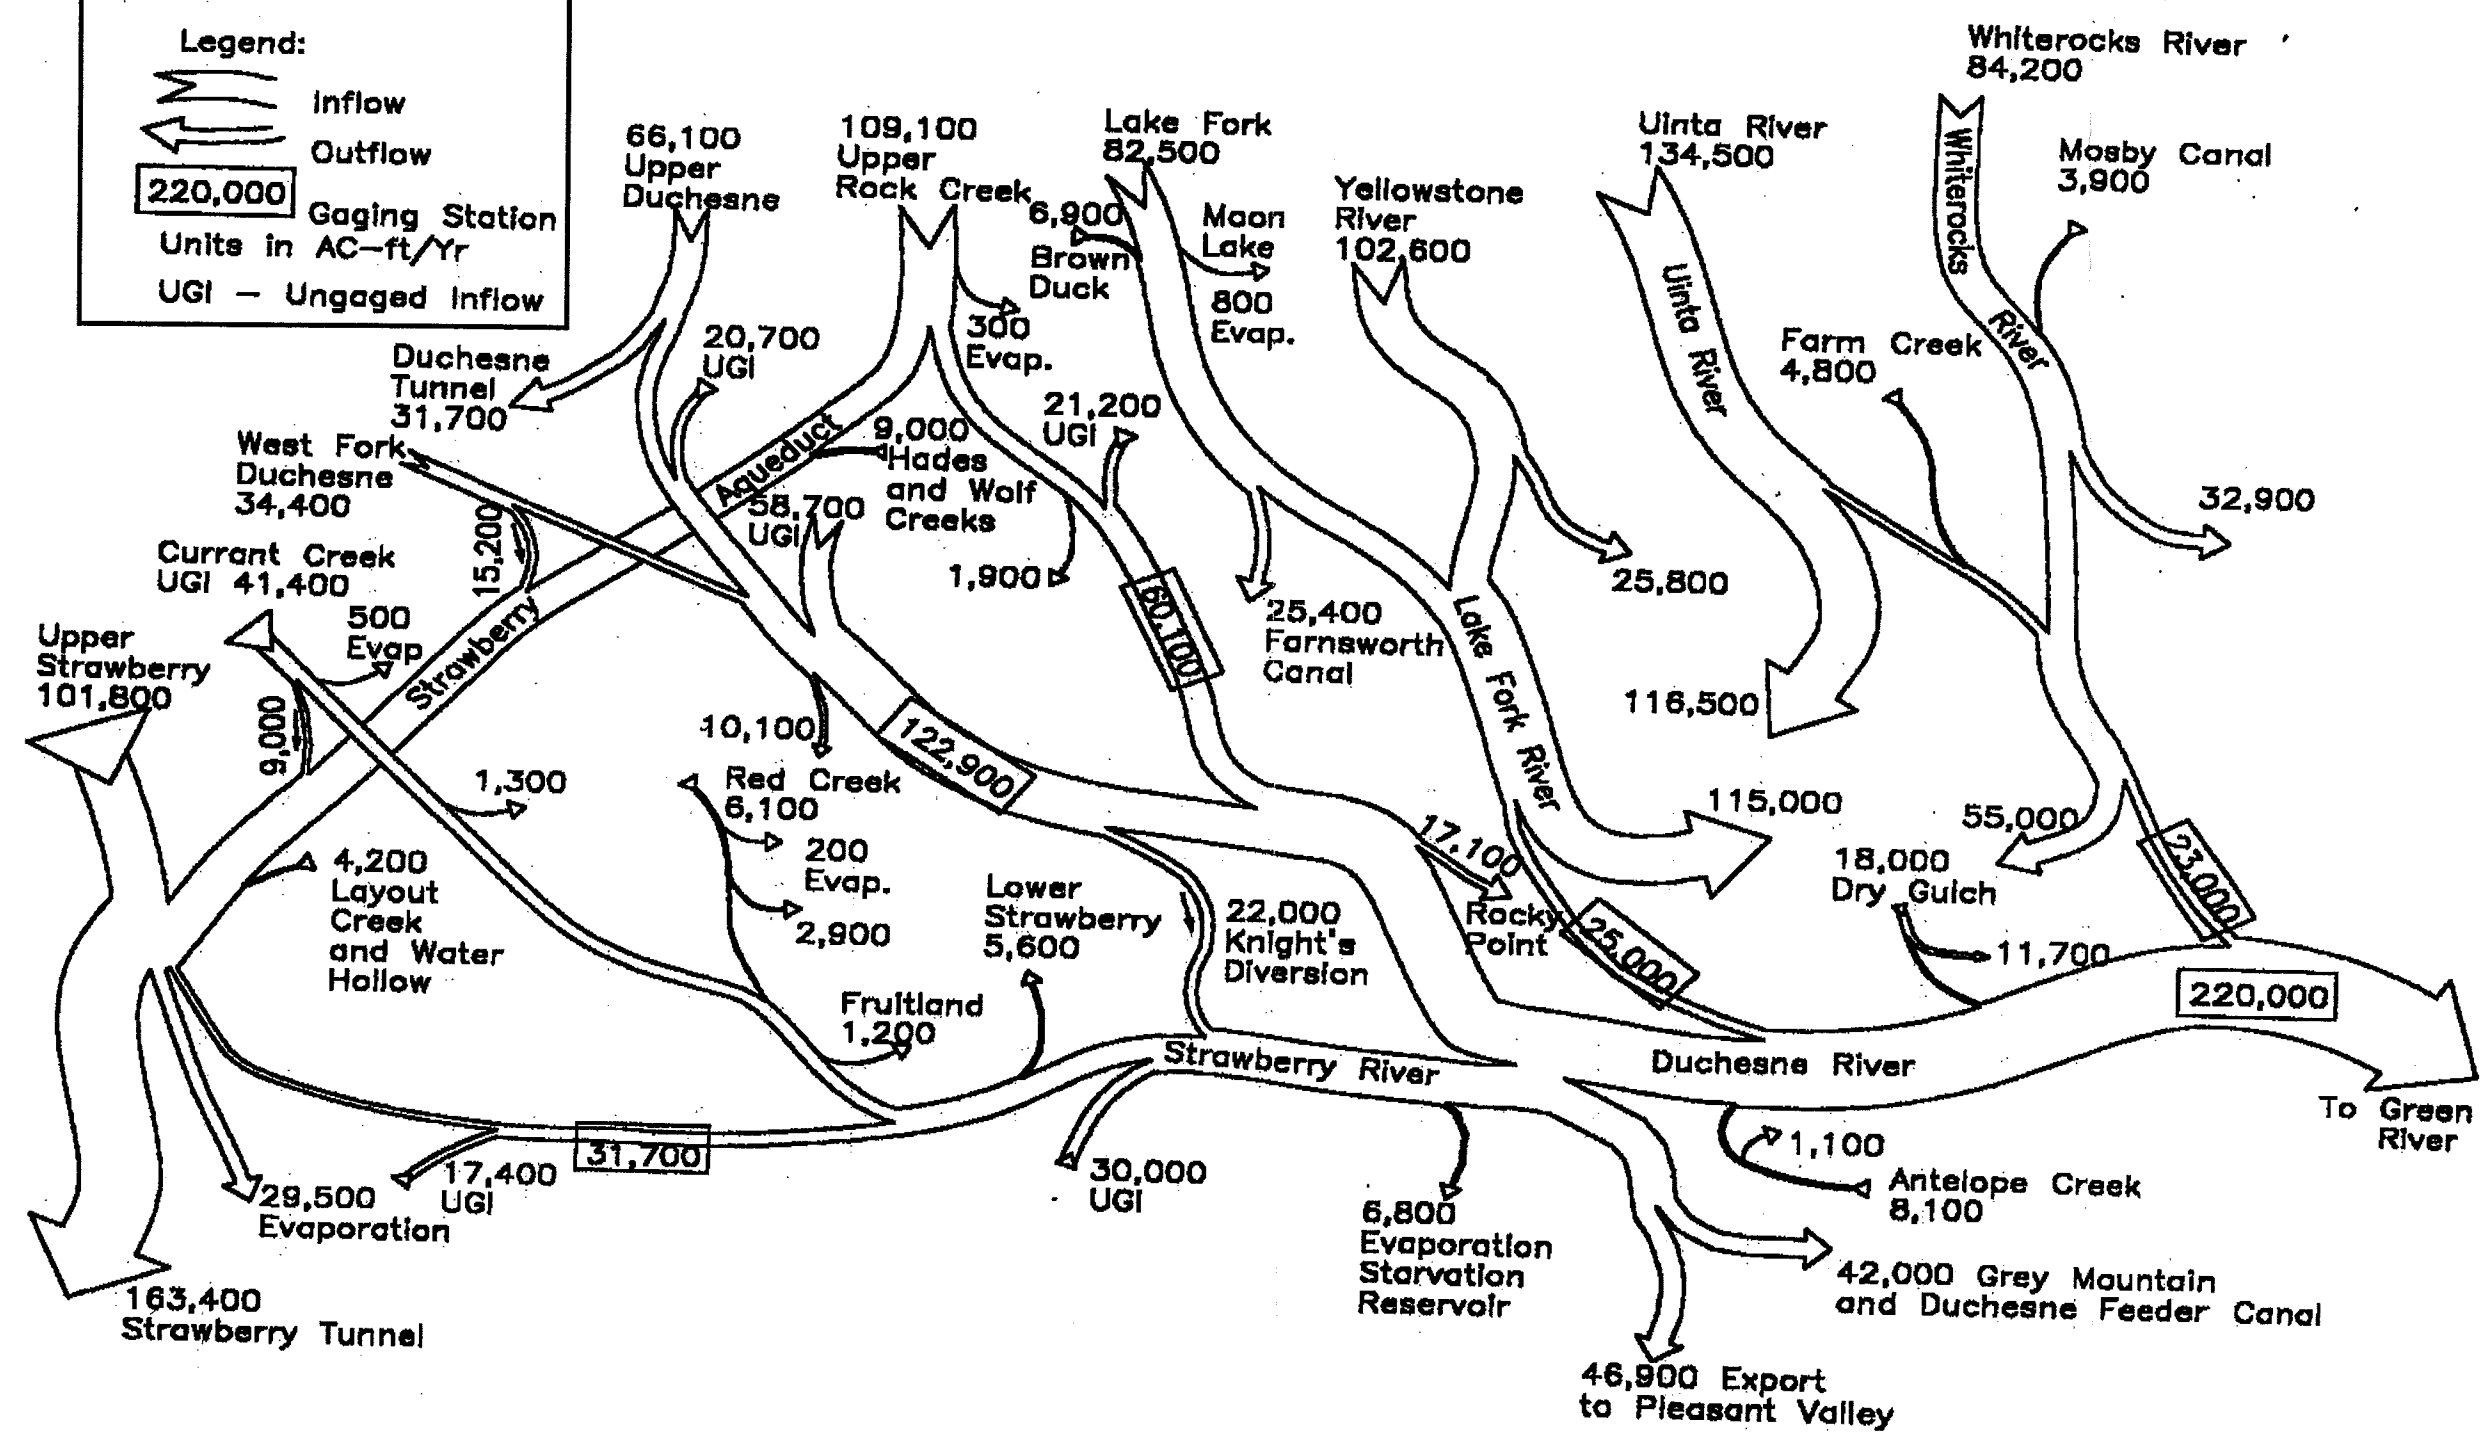 Legend:
Inflow
Outflow
220,000
Gaging Station
Units in AC-ft/Yr
UGI - Ungaged Inflow
66,100
Upper
Duchesne
109,100
Upper
Rock Creek
Lake Fork
82,500
6,900
Brown
Duck
Moon
Lake
800
Evap.
Yellowstone
River
102,600
Uinta River
134,500
Whiterocks River
84,200
Whiterocks
River
Mosby Canal
3,900
Uinta River
Farm Creek
4,800
32,900
Duchesne
Tunnel
31,700
20,700
UGI
300
Evap.
21,200
UGI
West Fork
Duchesne
34,400
15,200
Aqueduct
9,000
Hades
and Wolf
Creeks
58,700
UGI
1,900
60,100
25,400
Farnsworth
Canal
25,800
Lake Fork River
116,500
Currant Creek
UGI 41,400
500
Evap
Strawberry
Upper
Strawberry
101,800
9,000
1,300
10,100
122,900
Red Creek
6,100
200
Evap.
2,900
4,200
Layout
Creek
and Water
Hollow
Lower
Strawberry
5,600
22,000
Knight's
Diversion
17,100
Rocky
Point
115,000
25,000
55,000
18,000
Dry Gulch
11,700
23,000
220,000
Fruitland
1,200
Strawberry River
Duchesne River
To Green
River
31,700
17,400
UGI
29,500
Evaporation
30,000
UGI
6,800
Evaporation
Starvation
Reservoir
1,100
Antelope Creek
8,100
42,000 Grey Mountain
and Duchesne Feeder Canal
163,400
Strawberry Tunnel
46,900 Export
to Pleasant Valley